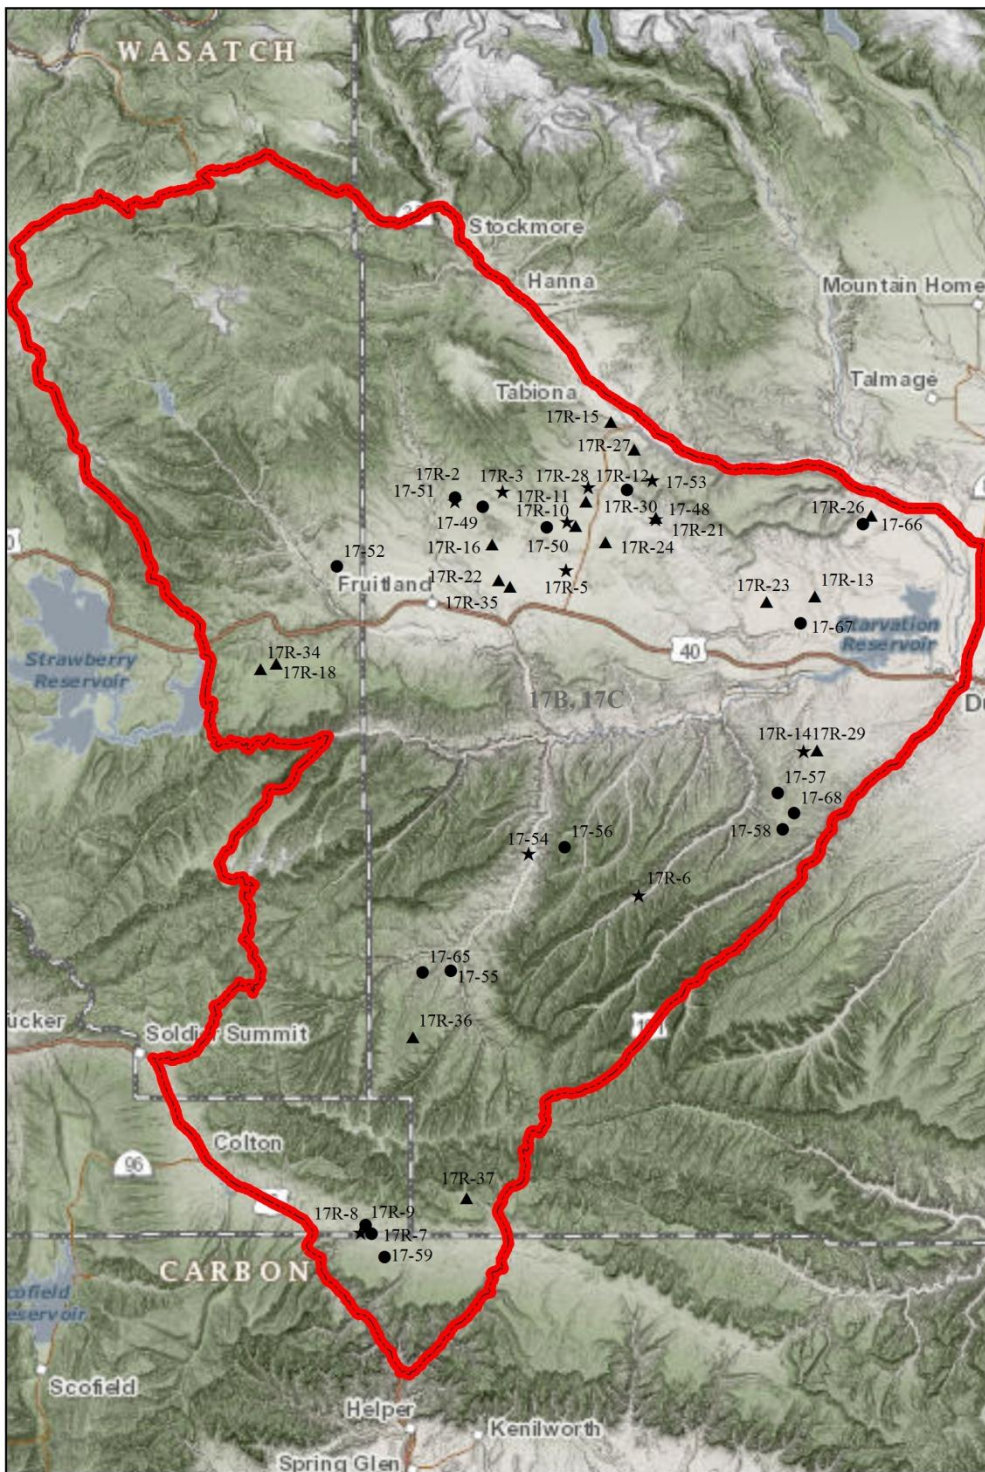 WASATCH
Stockmore
Hanna
Mountain Home
Tabiona
Talmage
17R-15
17R-27
17R-2
17R-3
17R-28
17R-12
17-53
17-51
17R-11
17R-30
17-48
17R-26
17-49
17R-10
17R-21
17-66
17R-16
17-50
17R-24
17-52
Fruitland
17R-22
17R-5
17R-23
17R-13
17R-35
17-67
Starvation
Reservoir
40
Strawberry
Reservoir
17R-34
17R-18
17B, 17C
17R-14
17R-29
17-57
17-68
17-58
17-54
17-56
17R-6
17-65
17-55
17R-36
Soldier Summit
Colton
96
17R-37
17R-8
17R-9
17R-7
17-59
CARBON
Scofield
Helper
Kenilworth
Spring Glen